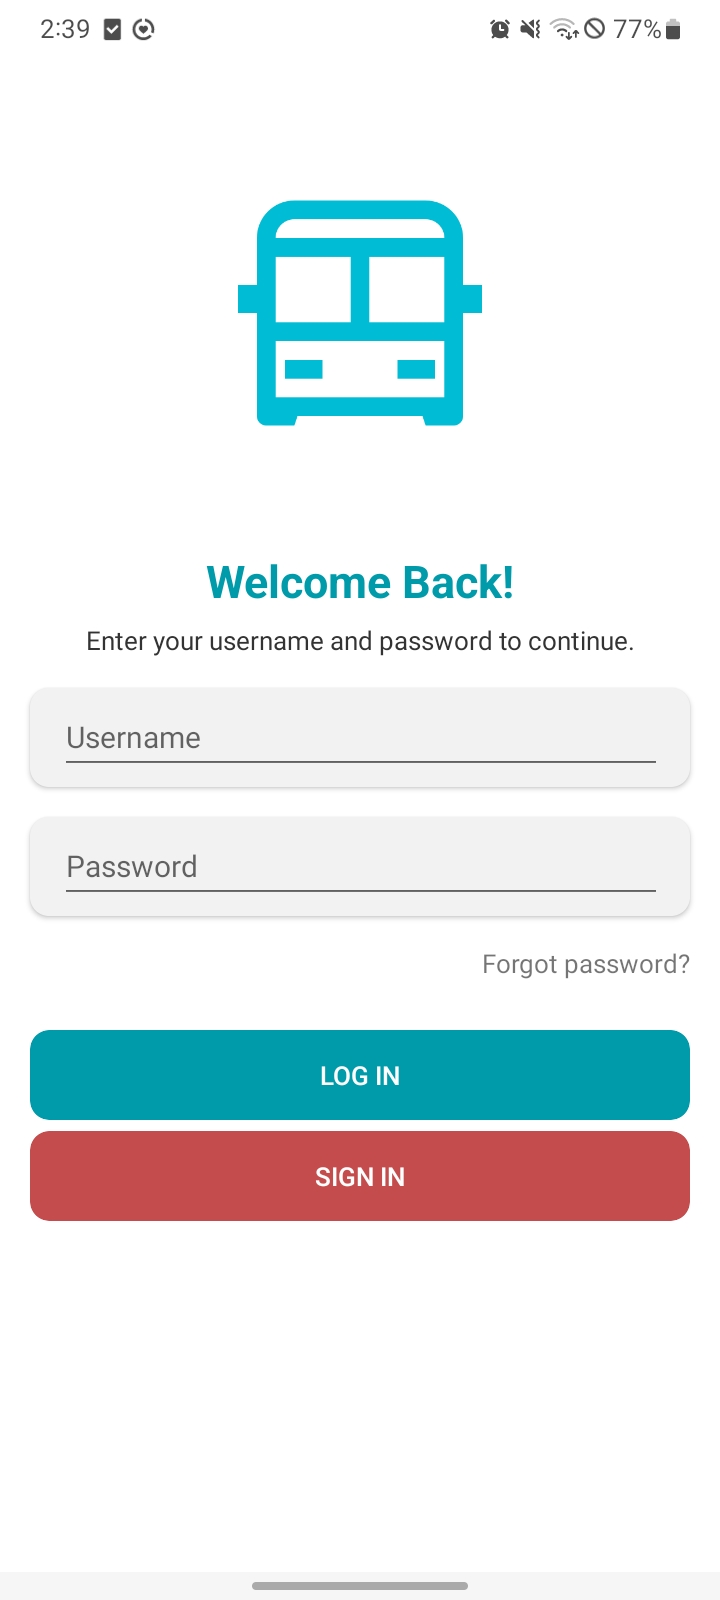 2:39 77%
Welcome Back!
Enter your username and password to continue.
Username
Password
Forgot password?
LOG IN
SIGN IN